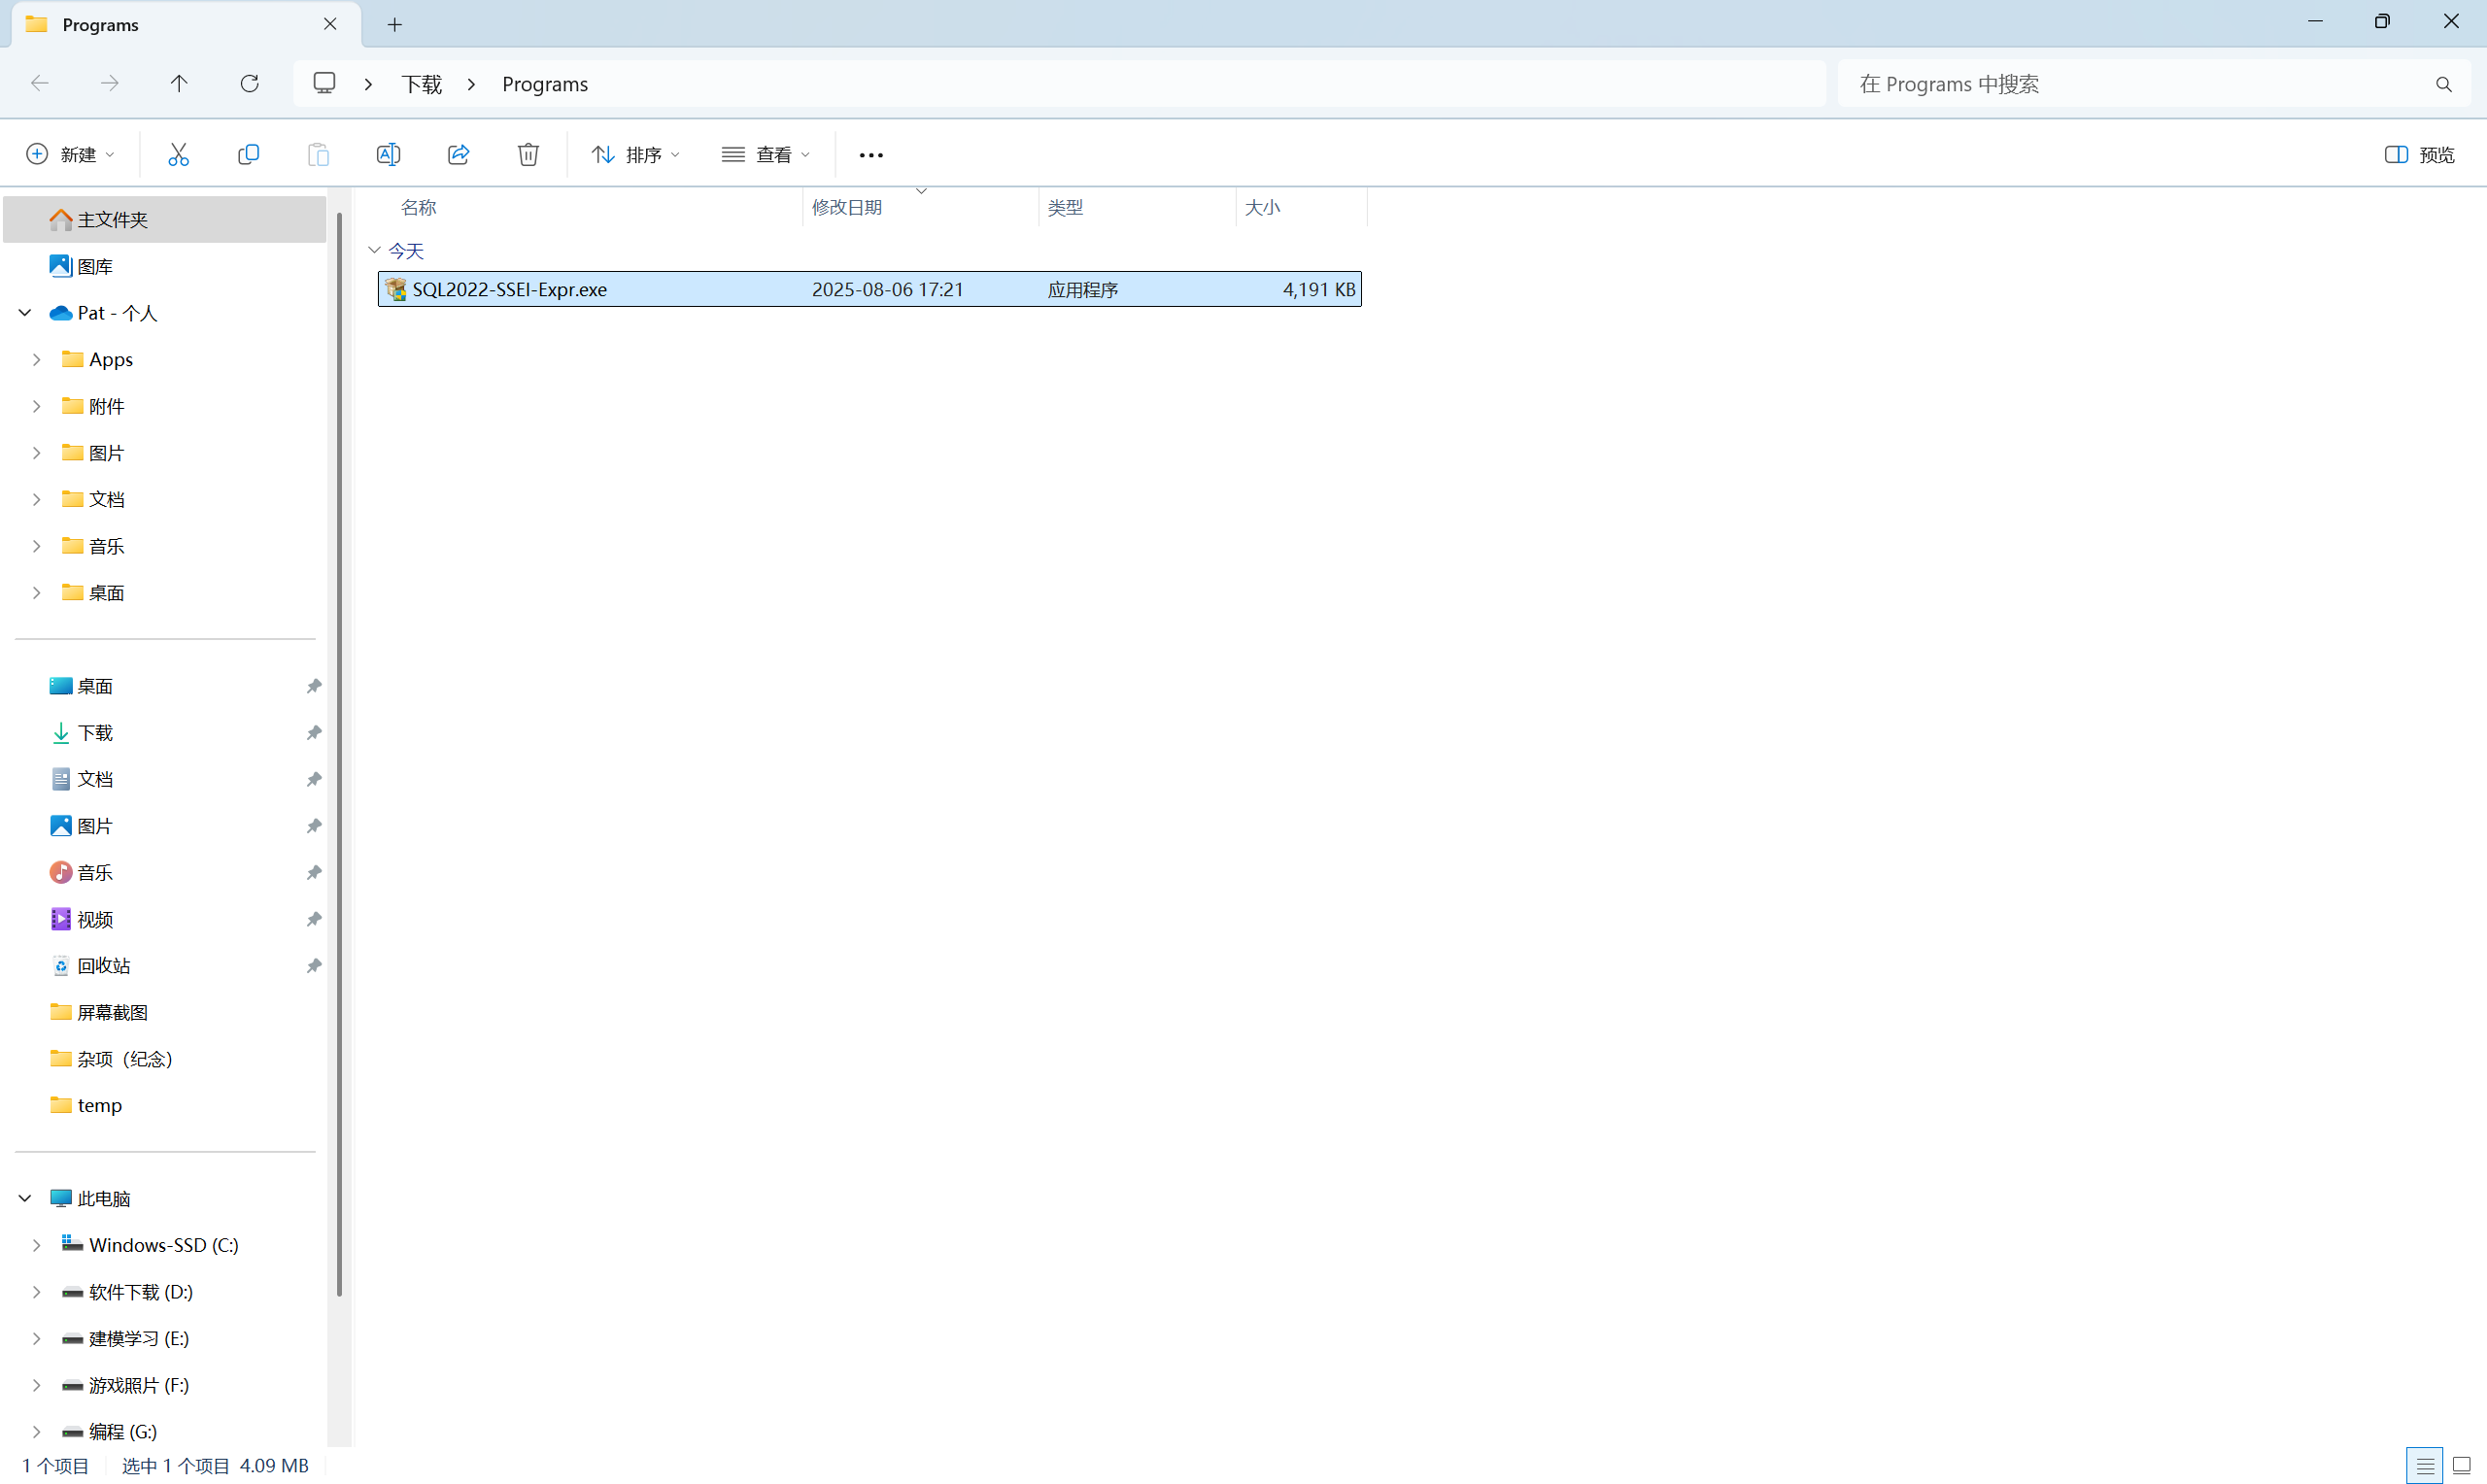 Programs
下载 Programs
在 Programs 中搜索
新建 排序 查看 预览
名称 修改日期 类型 大小
今天
SQL2022-SSEI-Expr.exe 2025-08-06 17:21 应用程序 4,191 KB
主文件夹
图库
Pat - 个人
Apps
附件
图片
文档
音乐
桌面
桌面
下载
文档
图片
音乐
视频
回收站
屏幕截图
杂项（纪念）
temp
此电脑
Windows-SSD (C:)
软件下载 (D:)
建模学习 (E:)
游戏照片 (F:)
编程 (G:)
1 个项目 选中 1 个项目 4.09 MB